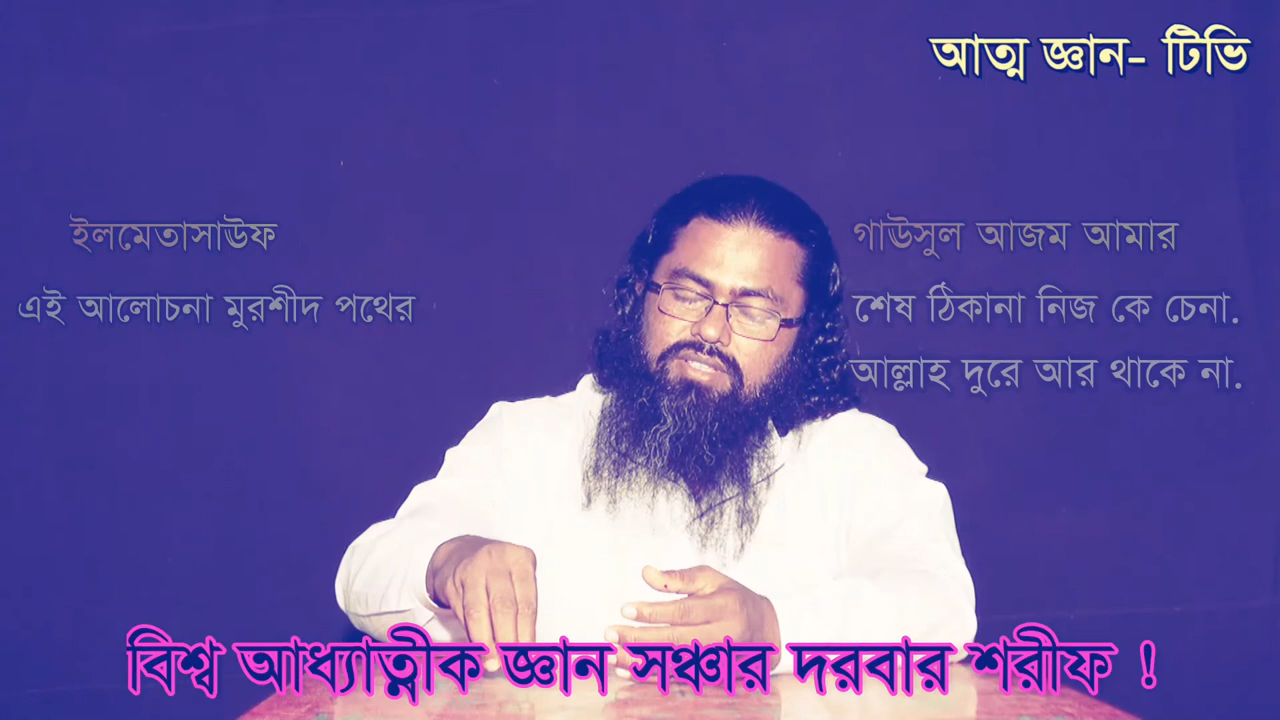 আত্ম জ্ঞান- টিভি
ইলমেতাসাউফ
এই আলোচনা মুরশীদ পথের
গাউসুল আজম আমার
শেষ ঠিকানা নিজ কে চেনা.
আল্লাহ দুরে আর থাকে না.
বিশ্ব আধ্যাত্নীক জ্ঞান সঞ্চার দরবার শরীফ !